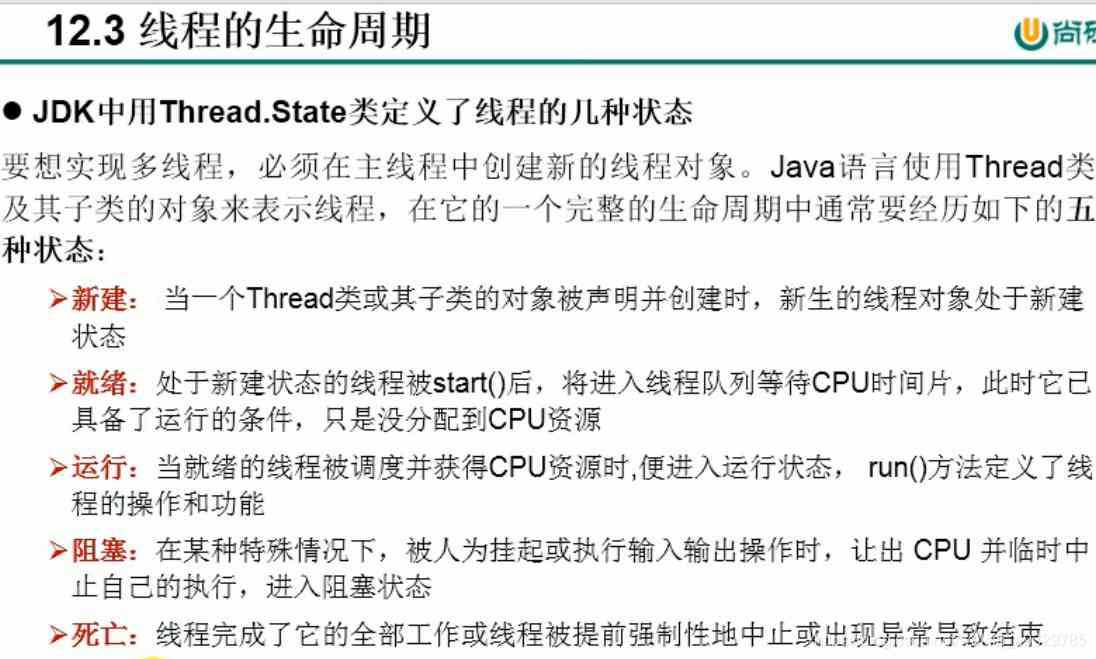 12.3 线程的生命周期
尚
● JDK中用Thread.State类定义了线程的几种状态
要想实现多线程，必须在主线程中创建新的线程对象。Java语言使用Thread类
及其子类的对象来表示线程，在它的一个完整的生命周期中通常要经历如下的五
种状态：
➢新建： 当一个Thread类或其子类的对象被声明并创建时，新生的线程对象处于新建
状态
➢就绪：处于新建状态的线程被start()后，将进入线程队列等待CPU时间片，此时它已
具备了运行的条件，只是没分配到CPU资源
➢运行：当就绪的线程被调度并获得CPU资源时,便进入运行状态， run()方法定义了线
程的操作和功能
➢阻塞：在某种特殊情况下，被人为挂起或执行输入输出操作时，让出 CPU 并临时中
止自己的执行，进入阻塞状态
➢死亡：线程完成了它的全部工作或线程被提前强制性地中止或出现异常导致结束